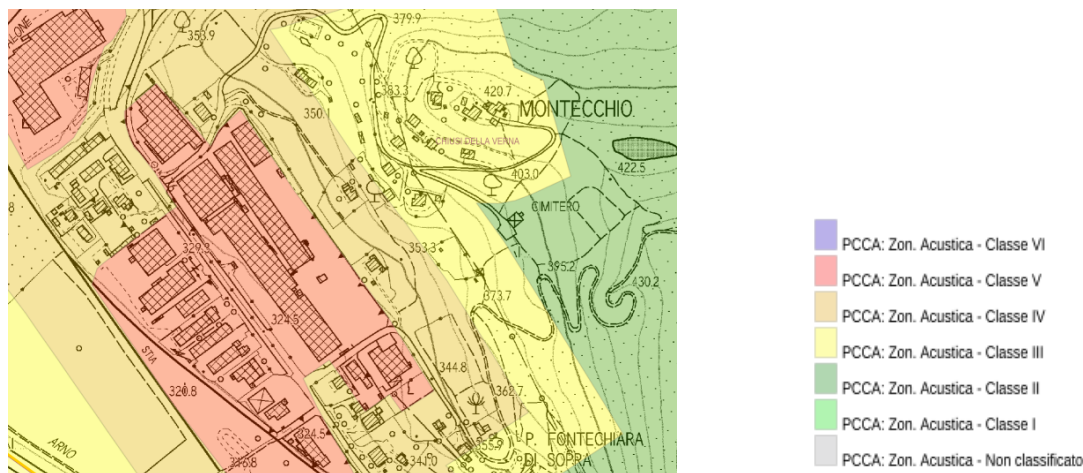 379.9
353.9
ALONE
383.3
420.7
MONTECCHIO
350.1
CHIUSI DELLA VERNA
422.5
403.0
CIMITERO
329.3
353.3
395.2
430.2
373.7
324.5
STIA
344.8
320.8
362.7
324.5
P. FONTECHIARA
DI SOPRA
ARNO
341.0
PCCA: Zon. Acustica - Classe VI
PCCA: Zon. Acustica - Classe V
PCCA: Zon. Acustica - Classe IV
PCCA: Zon. Acustica - Classe III
PCCA: Zon. Acustica - Classe II
PCCA: Zon. Acustica - Classe I
PCCA: Zon. Acustica - Non classificato